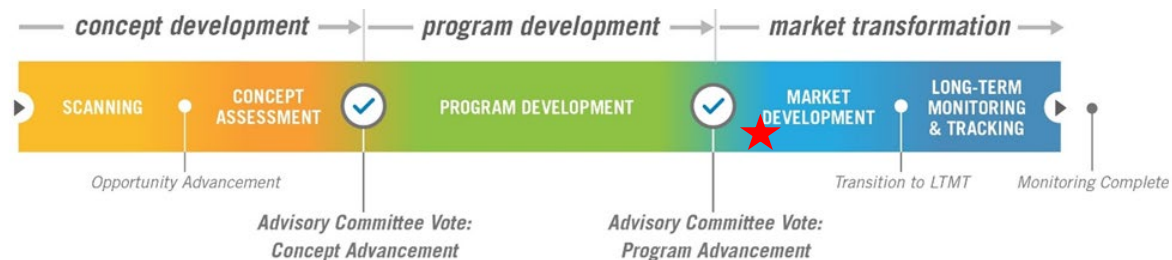 concept development
program development
market transformation
SCANNING
CONCEPT
ASSESSMENT
PROGRAM DEVELOPMENT
MARKET
DEVELOPMENT
LONG-TERM
MONITORING
& TRACKING
Opportunity Advancement
Transition to LTMT
Monitoring Complete
Advisory Committee Vote:
Concept Advancement
Advisory Committee Vote:
Program Advancement